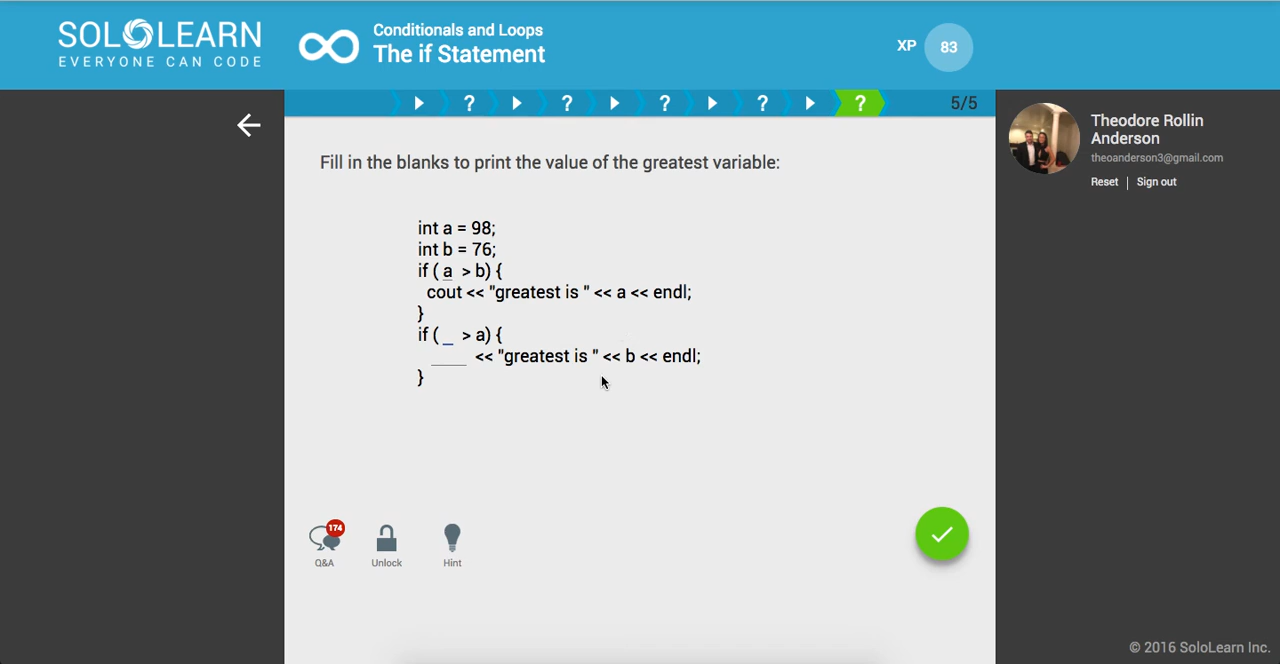 SOLOLEARN
EVERYONE CAN CODE
Conditionals and Loops
The if Statement
XP 83
? ? ? ? ? 5/5
Theodore Rollin
Anderson
theoanderson3@gmail.com
Reset | Sign out
Fill in the blanks to print the value of the greatest variable:
int a = 98;
int b = 76;
if ( a > b) {
cout << "greatest is " << a << endl;
}
if ( _ > a) {
____ << "greatest is " << b << endl;
}
174
Q&A Unlock Hint
© 2016 SoloLearn Inc.